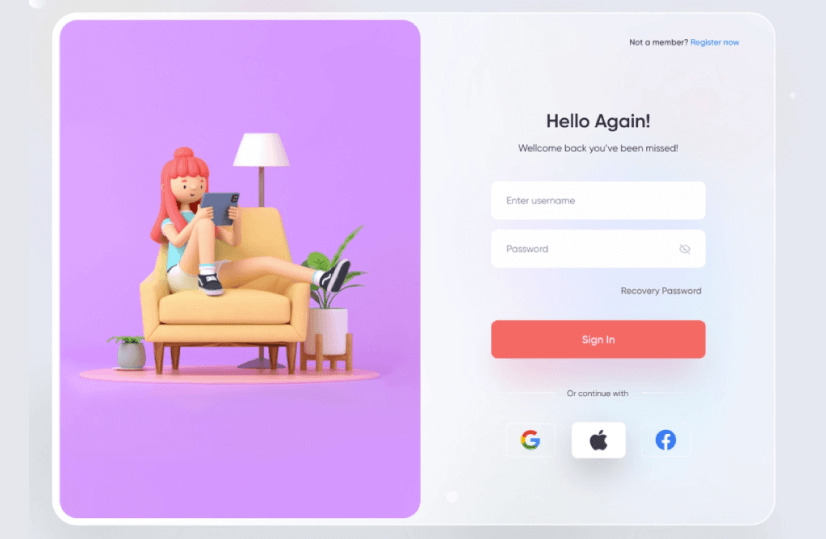 Not a member? Register now
Hello Again!
Wellcome back you've been missed!
Enter username
Password
Recovery Password
Sign In
Or continue with